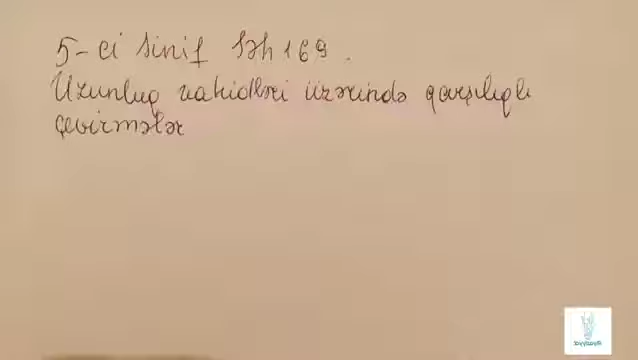 5-ci sinif səh 169.
Uzunluq vahidləri üzərində qarşılıqlı
çevirmələr